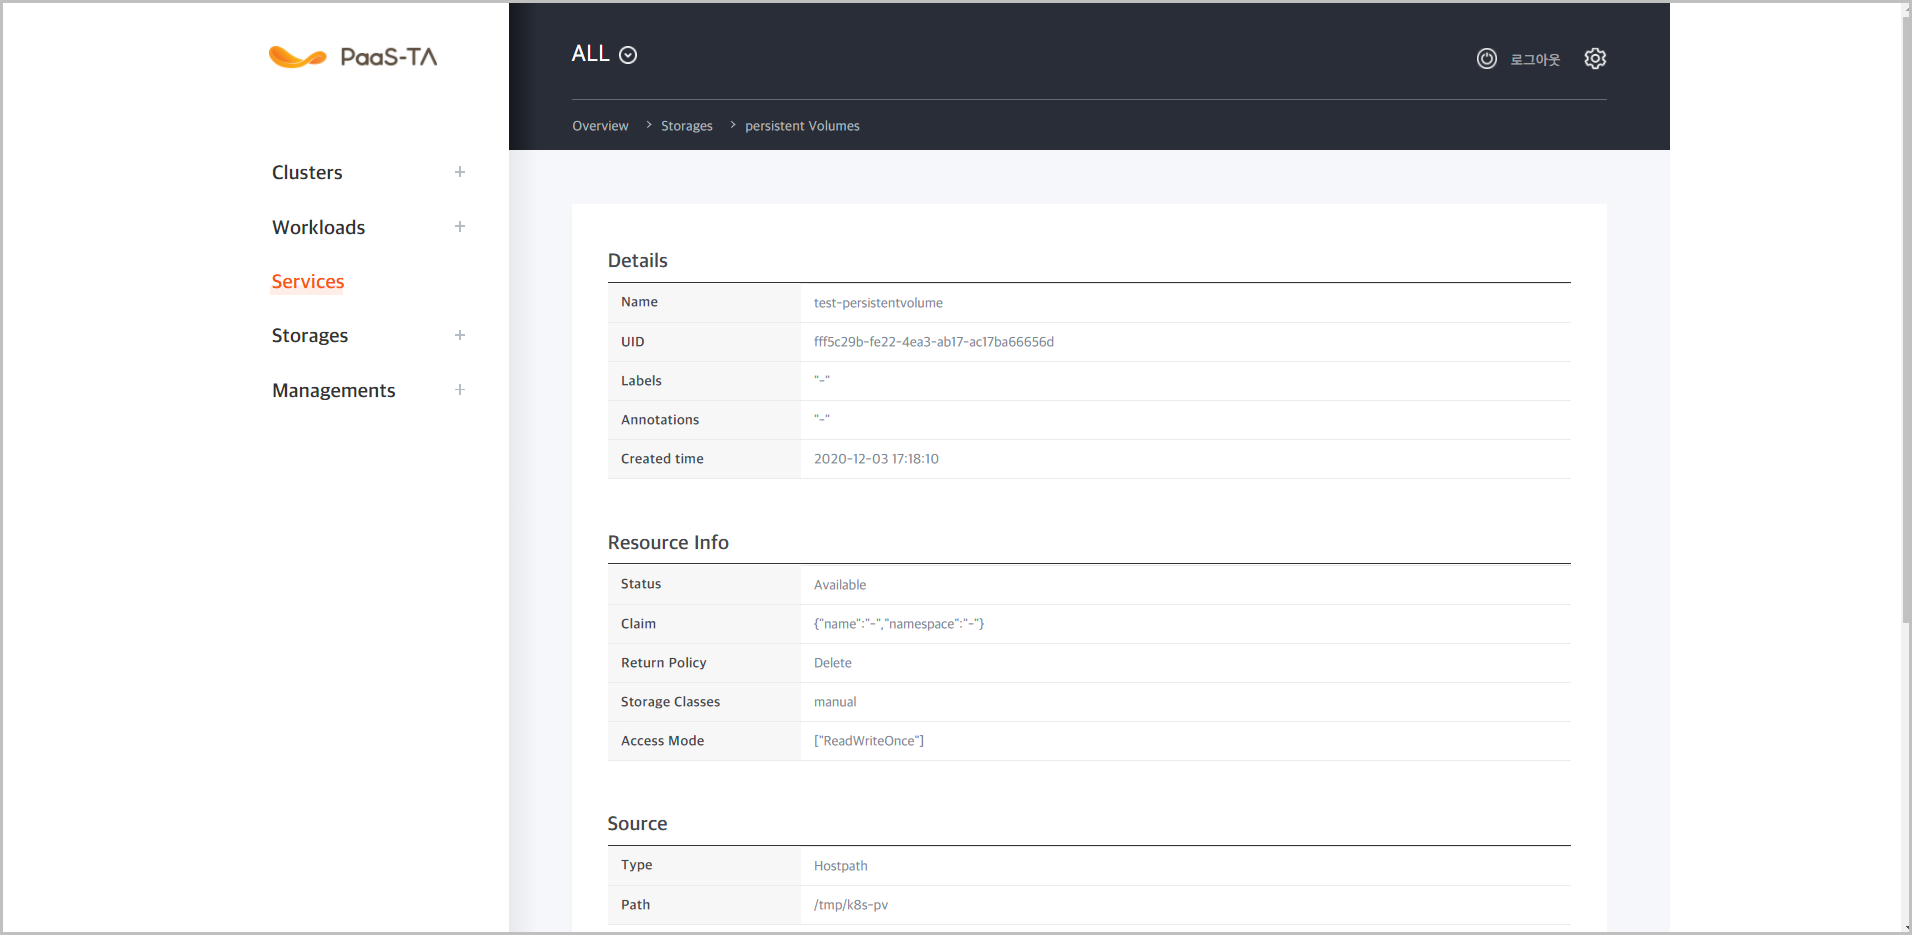 PaaS-TA
ALL
로그아웃
Overview > Storages > persistent Volumes
Clusters +
Workloads +
Services
Storages +
Managements +
Details
Name test-persistentvolume
UID fff5c29b-fe22-4ea3-ab17-ac17ba66656d
Labels "-"
Annotations "-"
Created time 2020-12-03 17:18:10
Resource Info
Status Available
Claim {"name":"-","namespace":"-"}
Return Policy Delete
Storage Classes manual
Access Mode ["ReadWriteOnce"]
Source
Type Hostpath
Path /tmp/k8s-pv